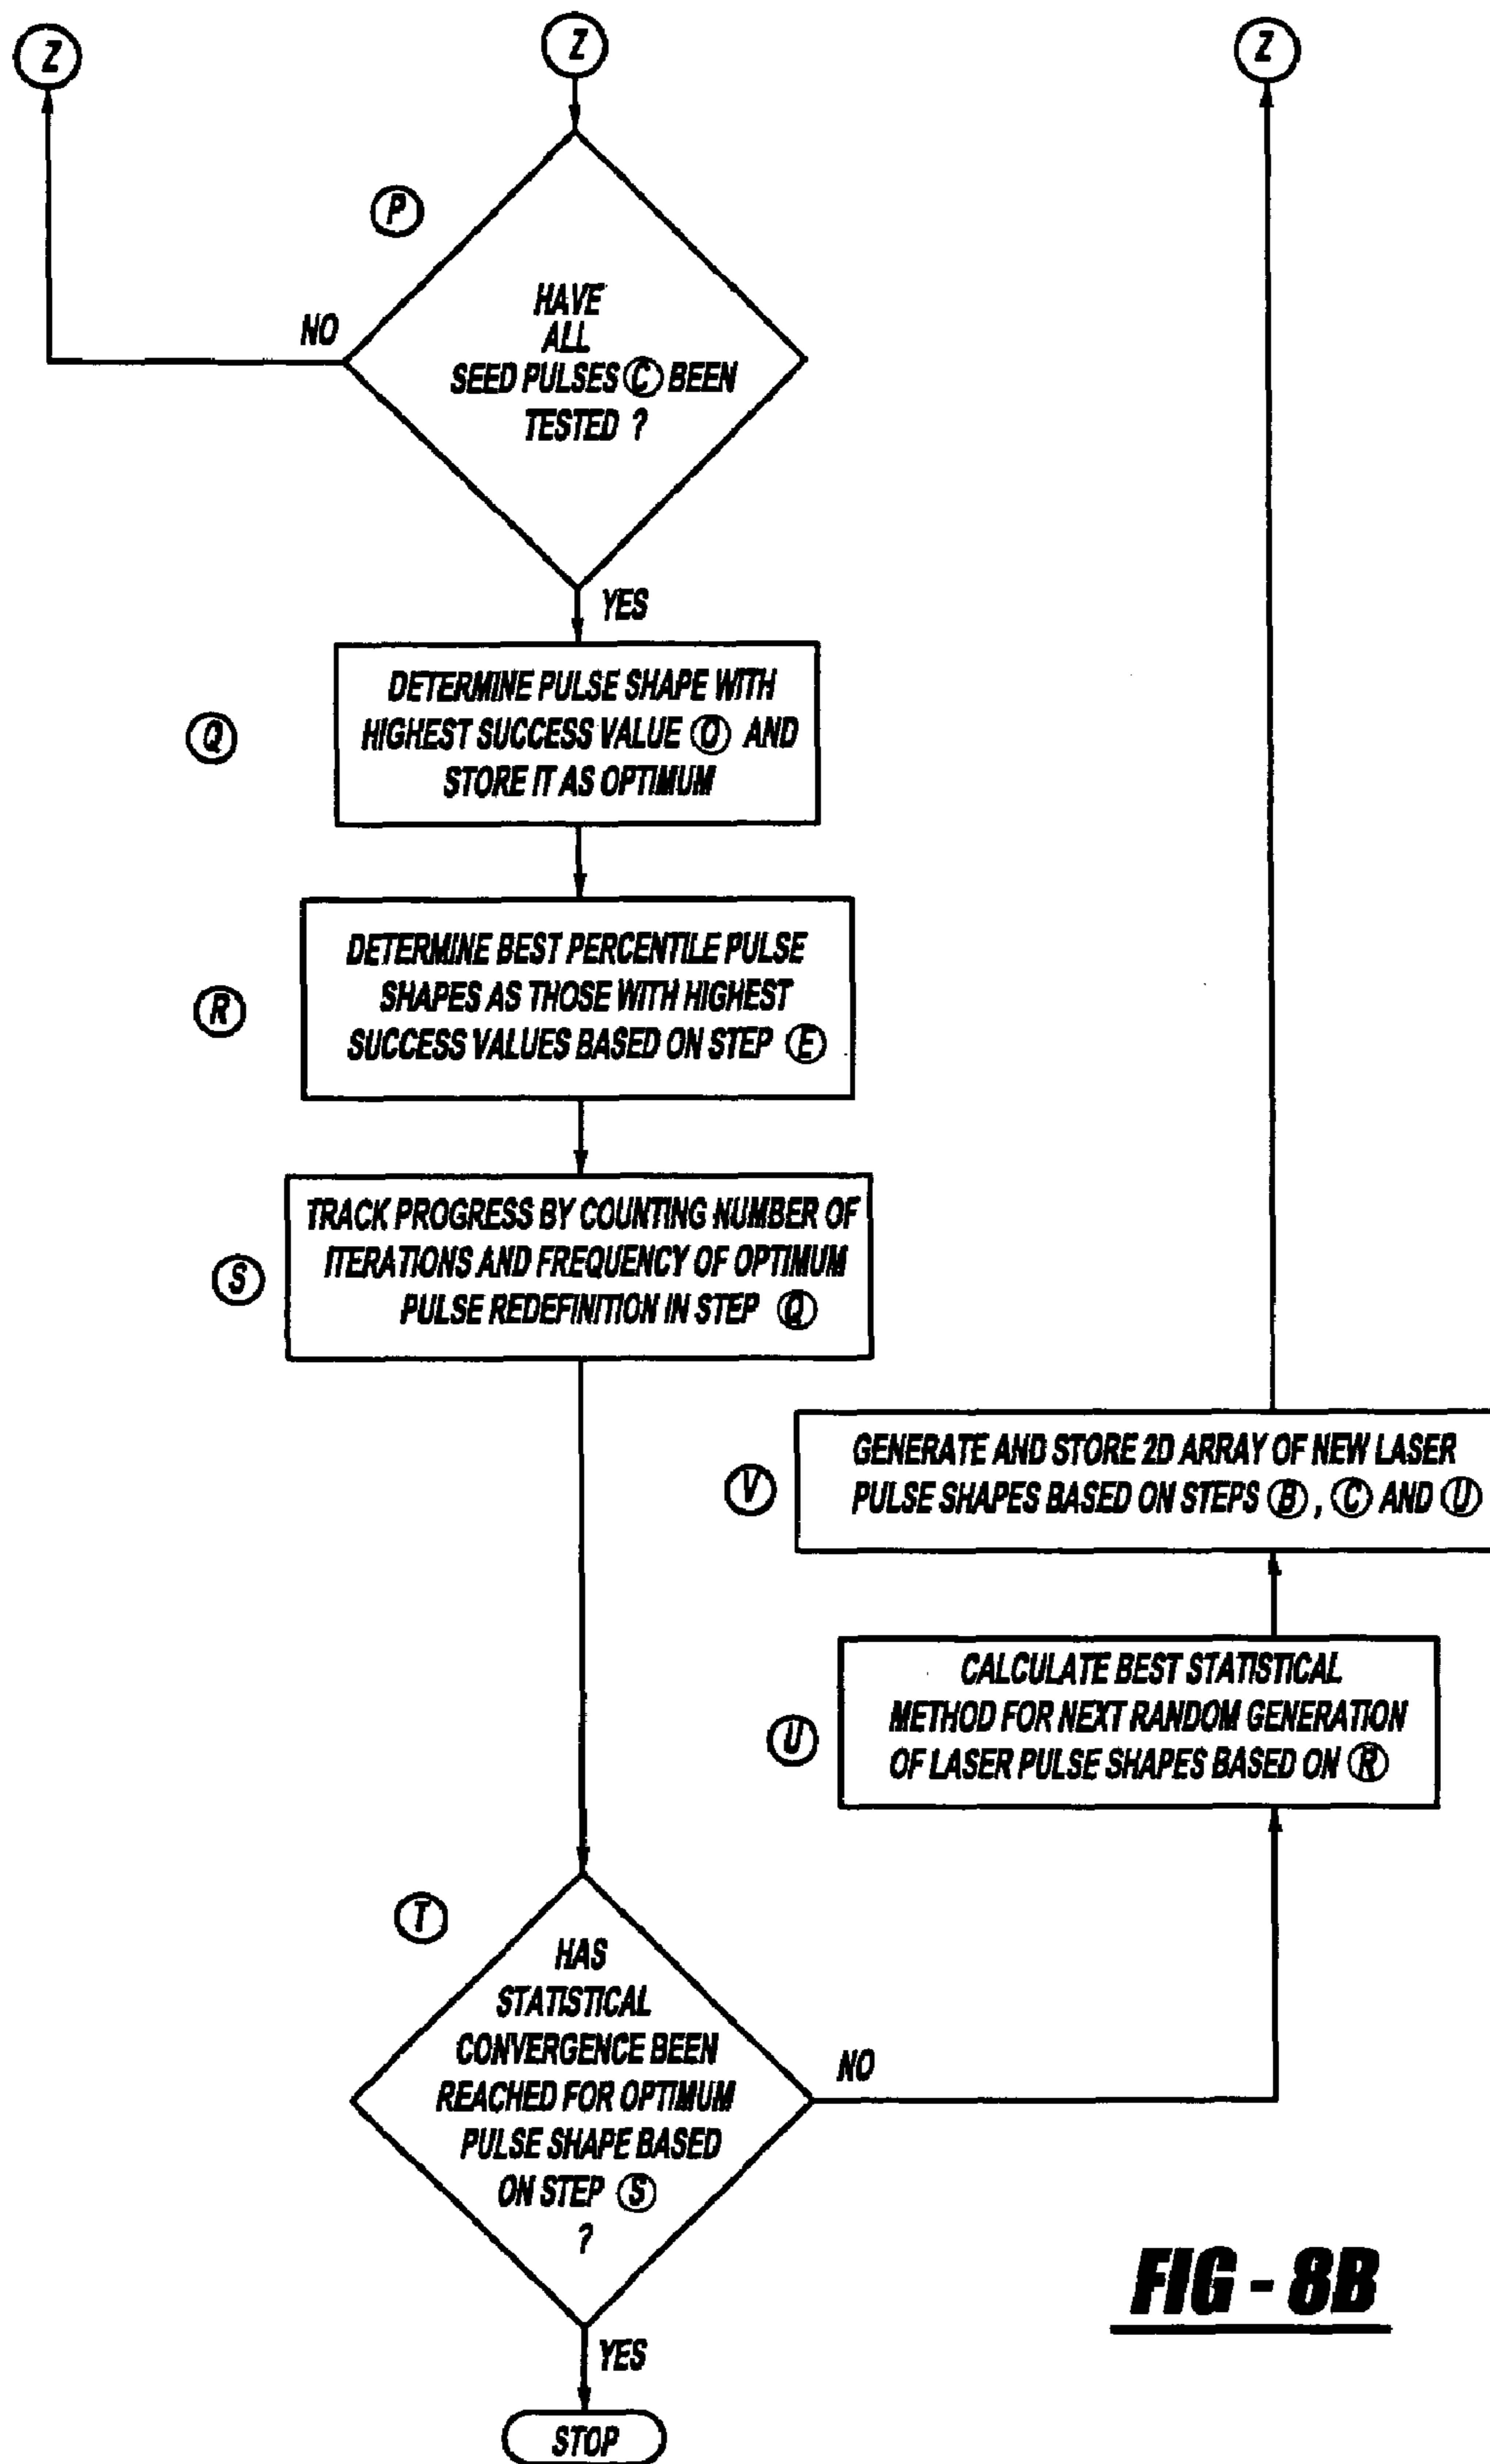 Z
Z
Z
P
HAVE
ALL
SEED PULSES C BEEN
TESTED ?
NO
YES
Q
DETERMINE PULSE SHAPE WITH
HIGHEST SUCCESS VALUE O AND
STORE IT AS OPTIMUM
R
DETERMINE BEST PERCENTILE PULSE
SHAPES AS THOSE WITH HIGHEST
SUCCESS VALUES BASED ON STEP E
S
TRACK PROGRESS BY COUNTING NUMBER OF
ITERATIONS AND FREQUENCY OF OPTIMUM
PULSE REDEFINITION IN STEP Q
V
GENERATE AND STORE 2D ARRAY OF NEW LASER
PULSE SHAPES BASED ON STEPS B , C AND U
U
CALCULATE BEST STATISTICAL
METHOD FOR NEXT RANDOM GENERATION
OF LASER PULSE SHAPES BASED ON R
T
HAS
STATISTICAL
CONVERGENCE BEEN
REACHED FOR OPTIMUM
PULSE SHAPE BASED
ON STEP S
?
NO
YES
STOP
FIG - 8B